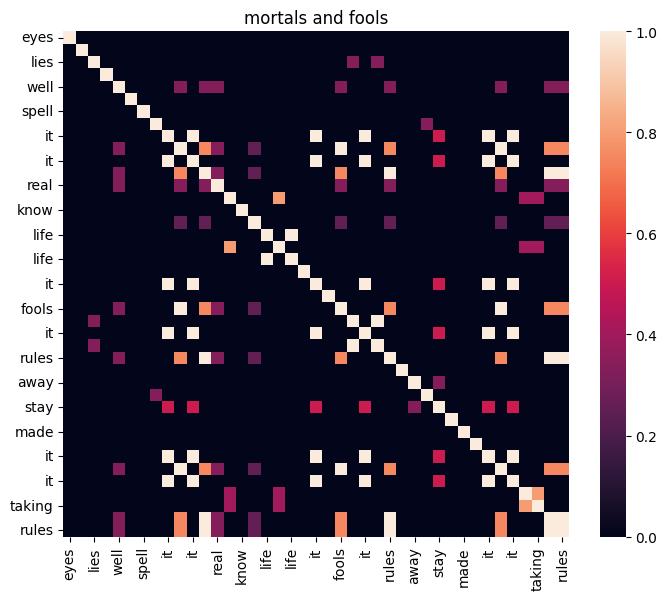 mortals and fools
eyes
lies
well
spell
it
it
real
know
life
life
it
fools
it
rules
away
stay
made
it
it
taking
rules
1.0
0.8
0.6
0.4
0.2
0.0
eyes lies well spell it it real know life life it fools it rules away stay made it it taking rules